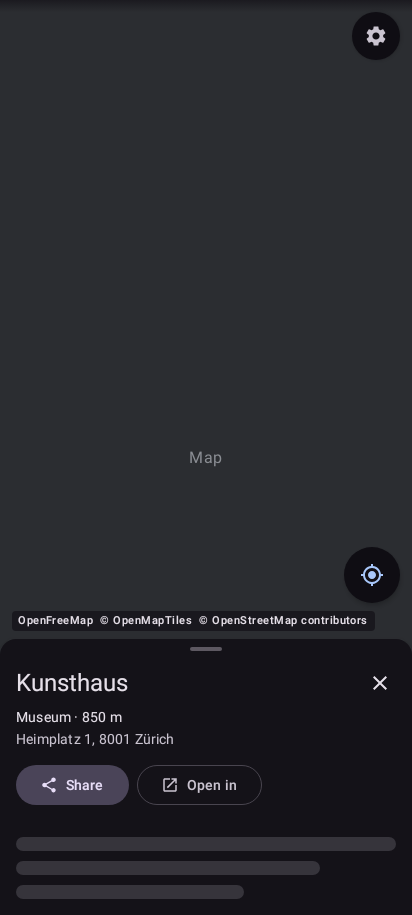 Map
OpenFreeMap © OpenMapTiles © OpenStreetMap contributors
Kunsthaus
Museum · 850 m
Heimplatz 1, 8001 Zürich
Share Open in